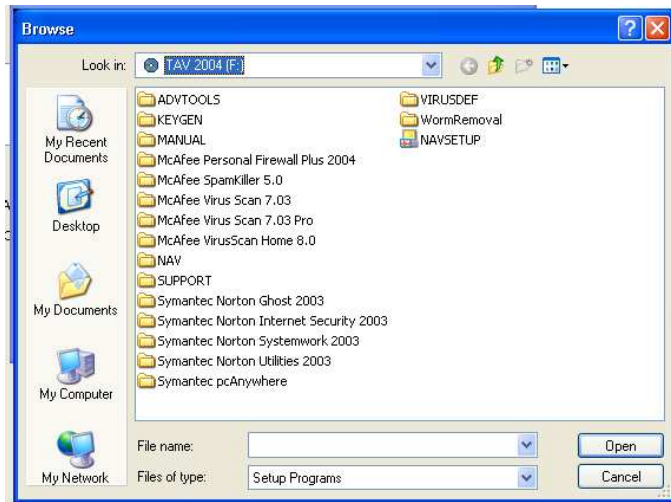 Browse
Look in: TAV 2004 (F:)
My Recent Documents
Desktop
My Documents
My Computer
My Network
ADVTOOLS
KEYGEN
MANUAL
McAfee Personal Firewall Plus 2004
McAfee SpamKiller 5.0
McAfee Virus Scan 7.03
McAfee Virus Scan 7.03 Pro
McAfee VirusScan Home 8.0
NAV
SUPPORT
Symantec Norton Ghost 2003
Symantec Norton Internet Security 2003
Symantec Norton Systemwork 2003
Symantec Norton Utilities 2003
Symantec pcAnywhere
VIRUSDEF
WormRemoval
NAVSETUP
File name:
Open
Files of type: Setup Programs
Cancel